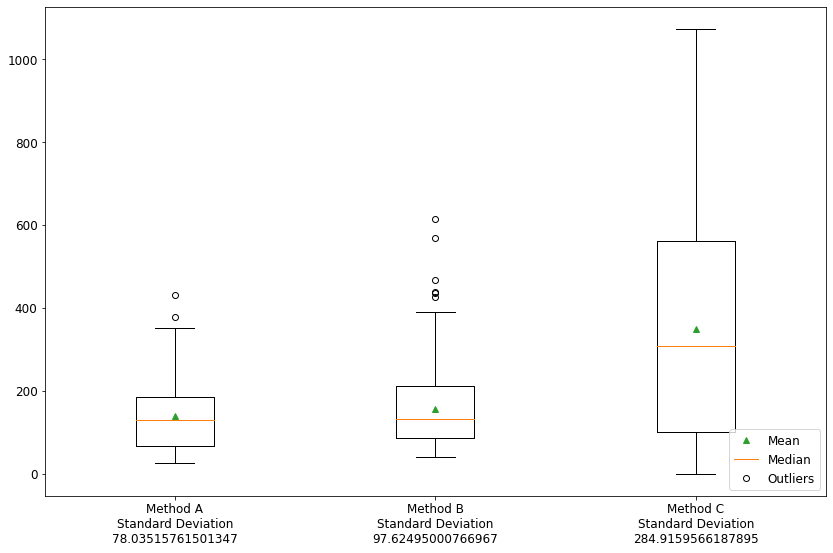 1000
800
600
400
200
0
Mean
Median
Outliers
Method A
Standard Deviation
78.03515761501347
Method B
Standard Deviation
97.62495000766967
Method C
Standard Deviation
284.9159566187895